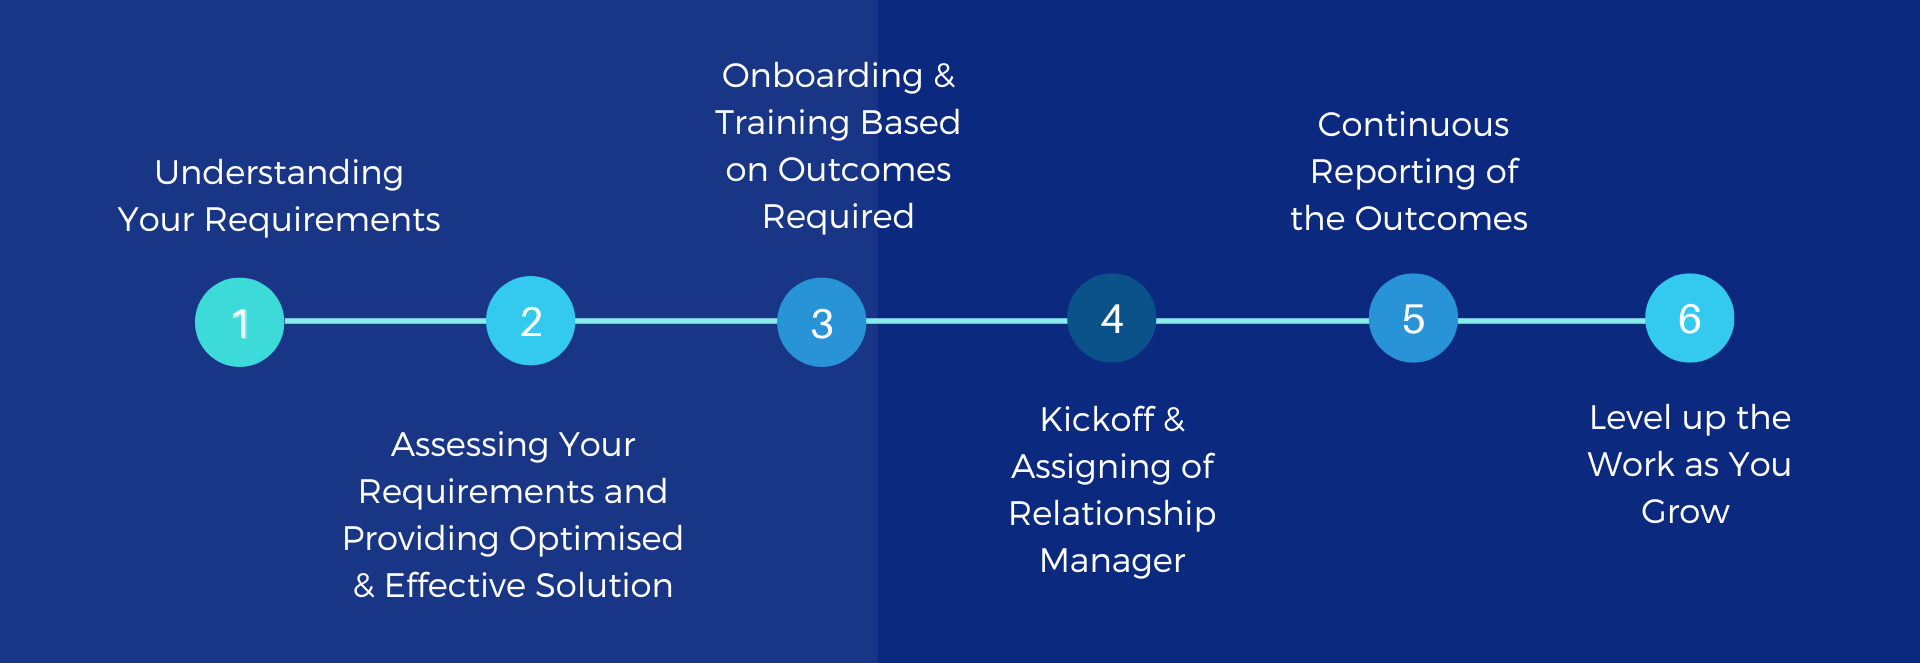 Understanding
Your Requirements
1
2
Assessing Your
Requirements and
Providing Optimised
& Effective Solution
Onboarding &
Training Based
on Outcomes
Required
3
4
Kickoff &
Assigning of
Relationship
Manager
Continuous
Reporting of
the Outcomes
5
6
Level up the
Work as You
Grow